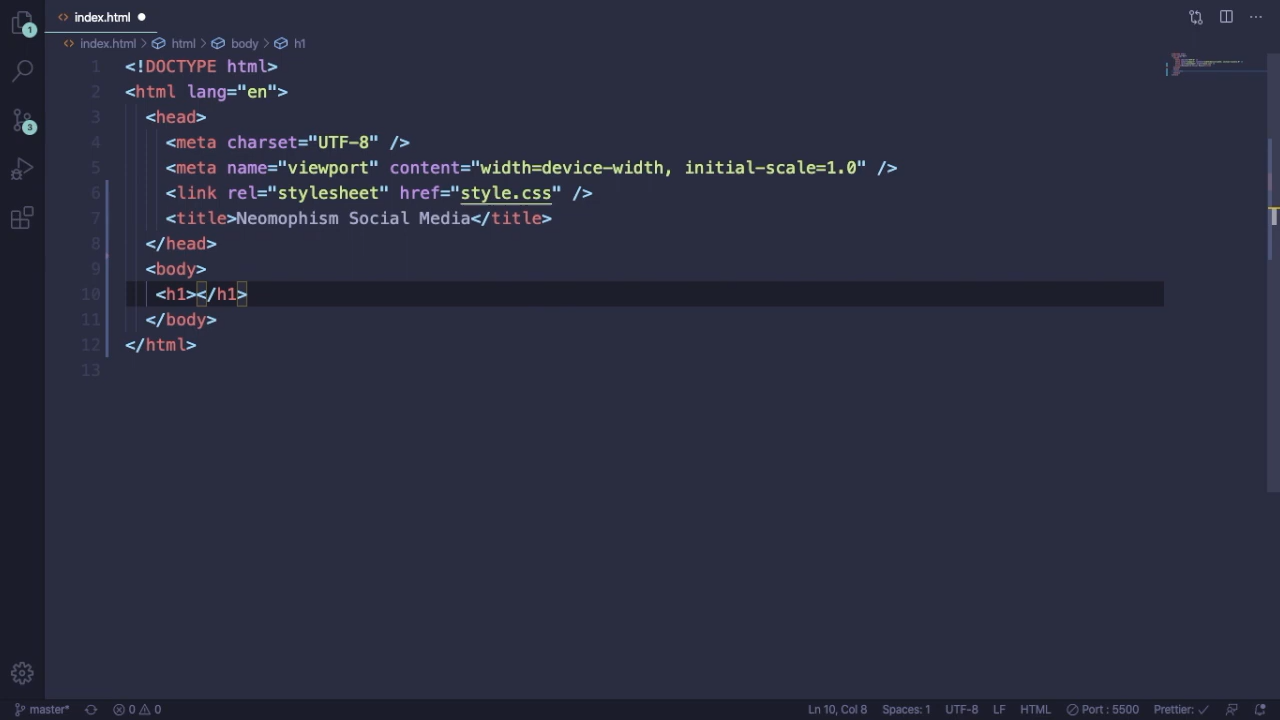 index.html
1
index.html > html > body > h1
1 <!DOCTYPE html>
2 <html lang="en">
3 <head>
4 <meta charset="UTF-8" />
5 <meta name="viewport" content="width=device-width, initial-scale=1.0" />
6 <link rel="stylesheet" href="style.css" />
7 <title>Neomophism Social Media</title>
8 </head>
9 <body>
10 <h1></h1>
11 </body>
12 </html>
13
3
master* 0 0 Ln 10, Col 8 Spaces: 1 UTF-8 LF HTML Port : 5500 Prettier: ✓